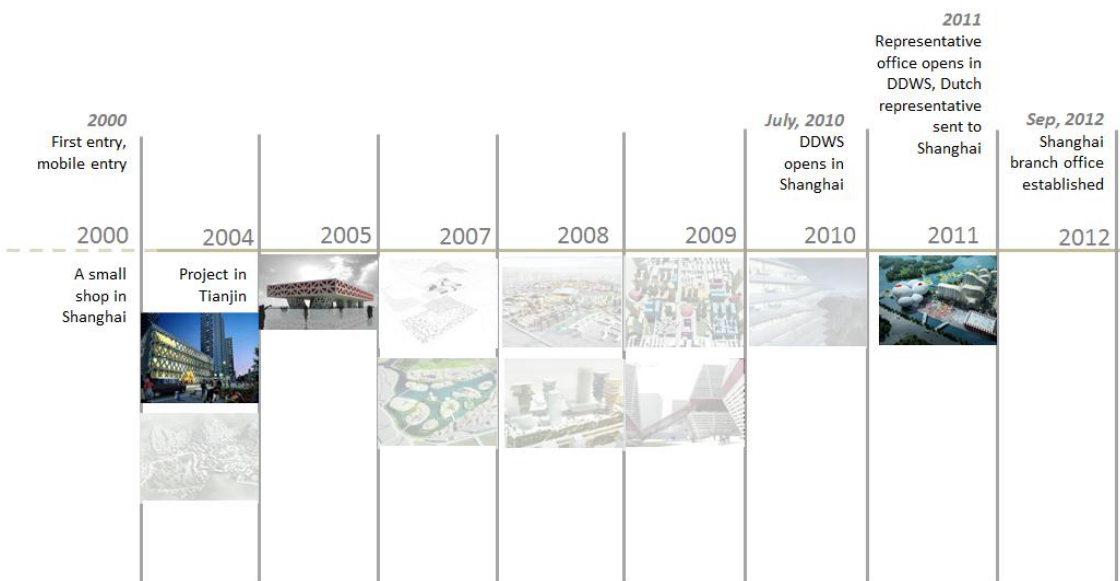 2000
First entry,
mobile entry
July, 2010
DDWS
opens in
Shanghai
2011
Representative
office opens in
DDWS, Dutch
representative
sent to
Shanghai
Sep, 2012
Shanghai
branch office
established
2000
2004
2005
2007
2008
2009
2010
2011
2012
A small
shop in
Shanghai
Project in
Tianjin